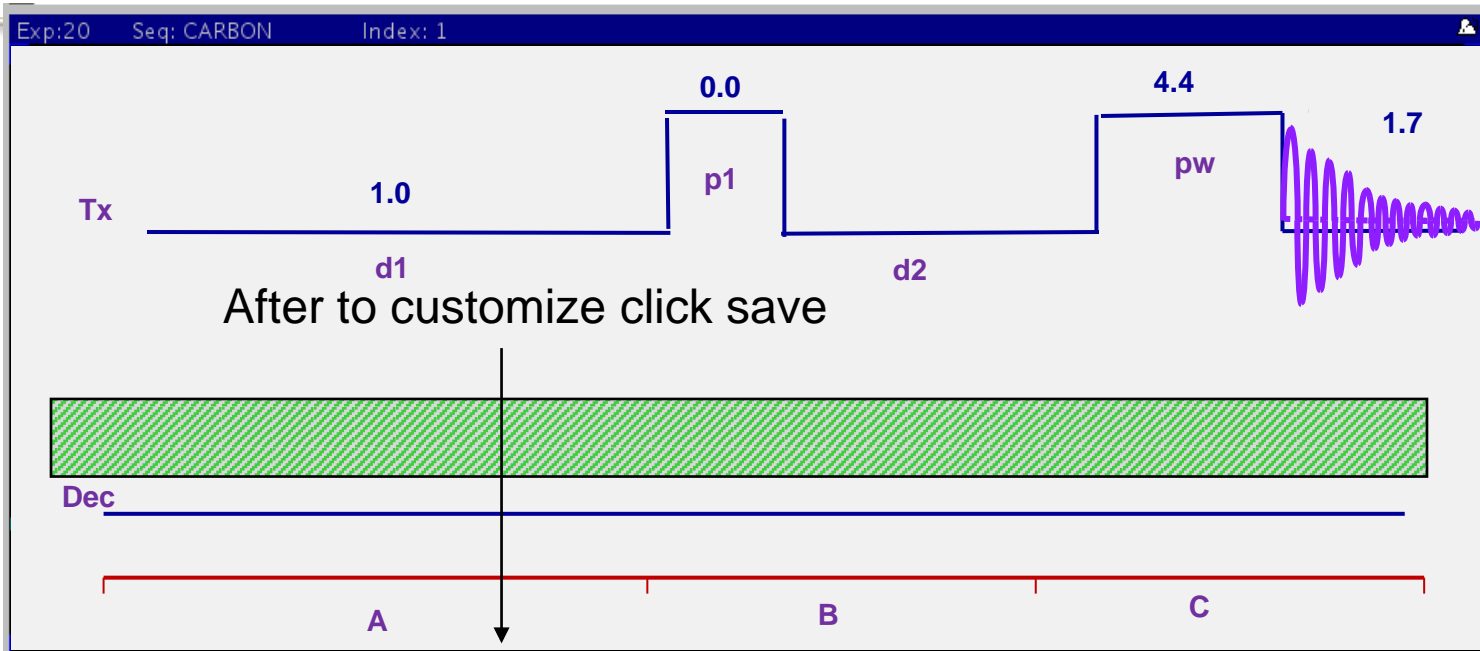 Exp:20 Seq: CARBON Index: 1
0.0
4.4
1.7
p1
pw
1.0
Tx
d1
d2
After to customize click save
Dec
A
B
C